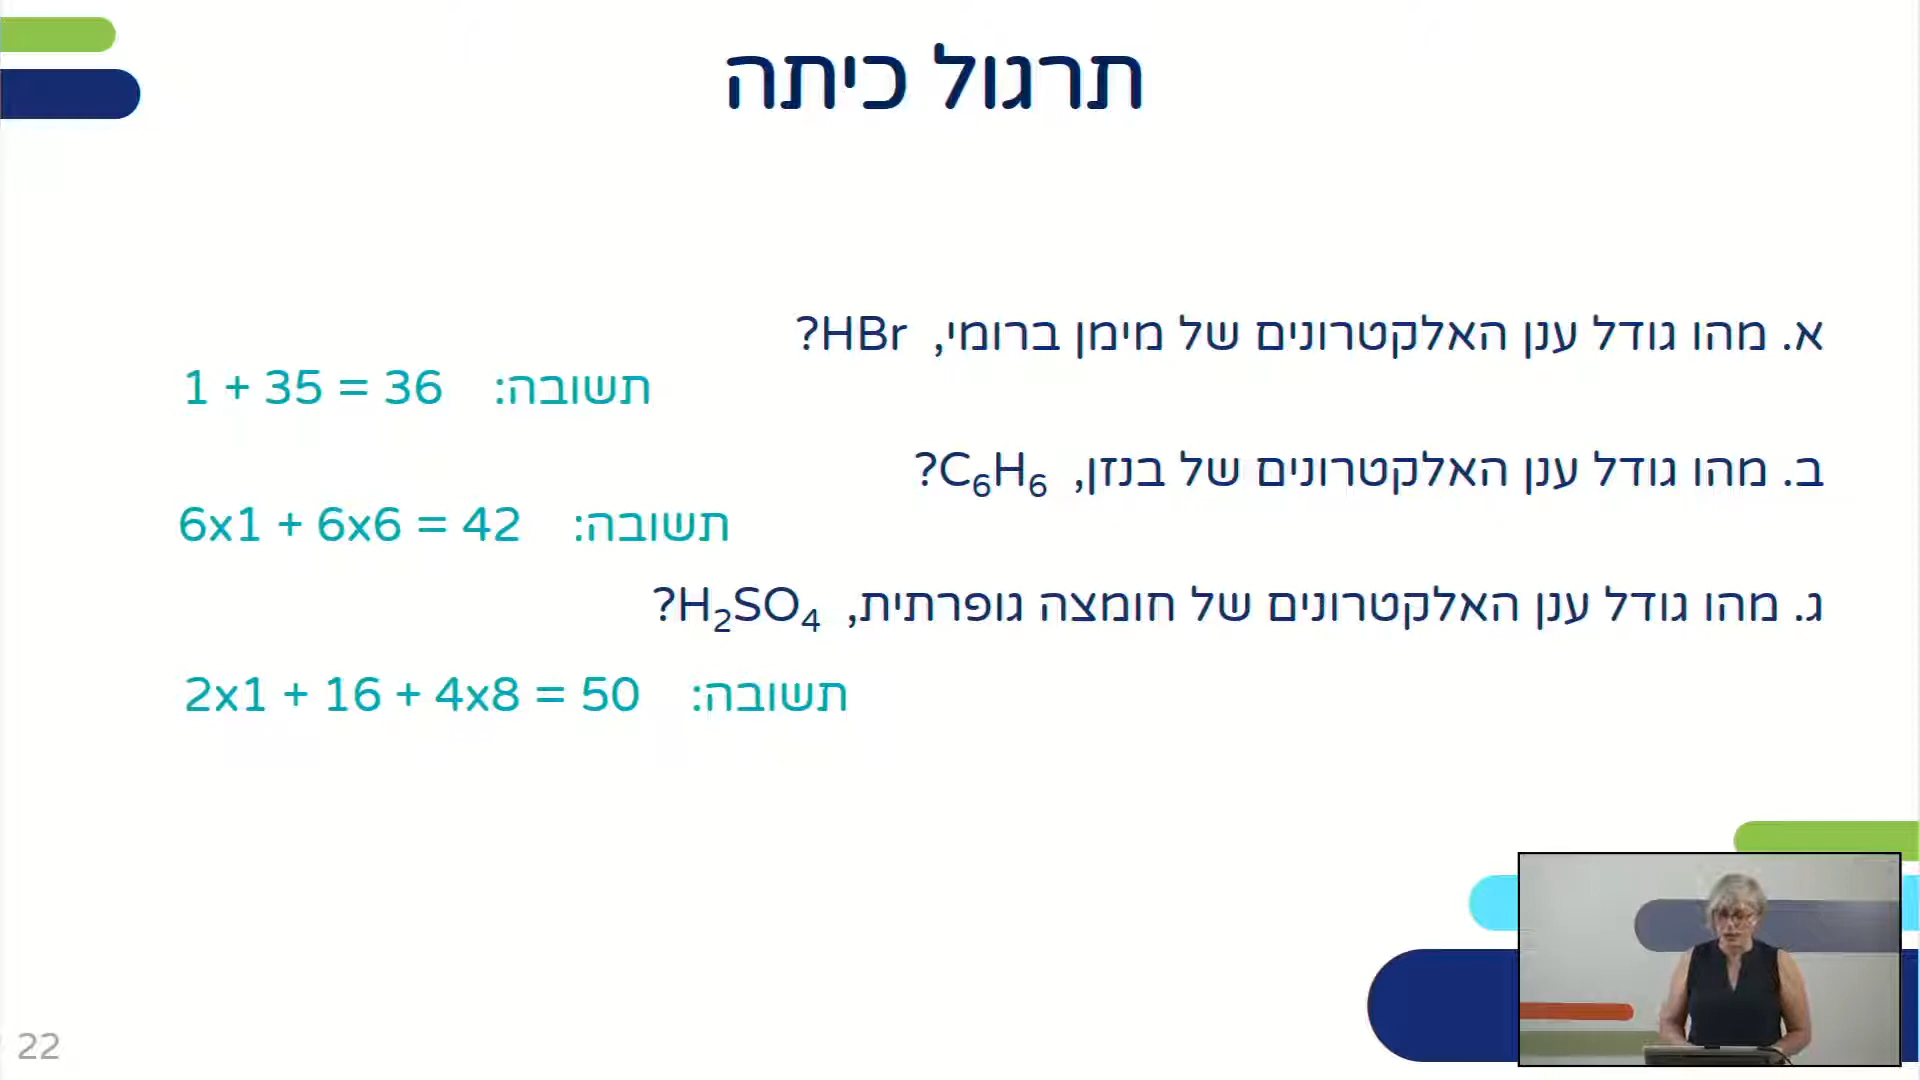 תרגול כיתה
א. מהו גודל ענן האלקטרונים של מימן ברומי, HBr?
תשובה: 1 + 35 = 36
ב. מהו גודל ענן האלקטרונים של בנזן, C₆H₆?
תשובה: 6x1 + 6x6 = 42
ג. מהו גודל ענן האלקטרונים של חומצה גופרתית, H₂SO₄?
תשובה: 2x1 + 16 + 4x8 = 50
22